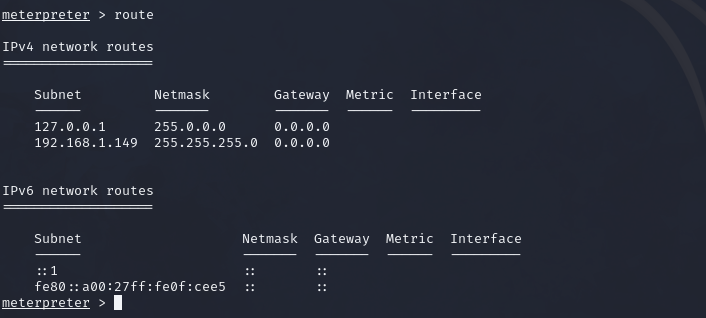 meterpreter > route
IPv4 network routes
Subnet Netmask Gateway Metric Interface
127.0.0.1 255.0.0.0 0.0.0.0
192.168.1.149 255.255.255.0 0.0.0.0
IPv6 network routes
Subnet Netmask Gateway Metric Interface
::1 :: ::
fe80::a00:27ff:fe0f:cee5 :: ::
meterpreter >